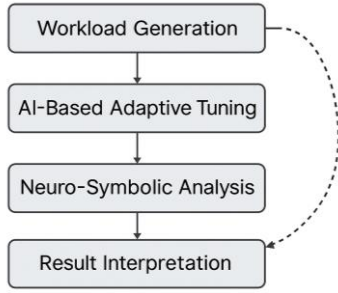 Workload Generation
AI-Based Adaptive Tuning
Neuro-Symbolic Analysis
Result Interpretation